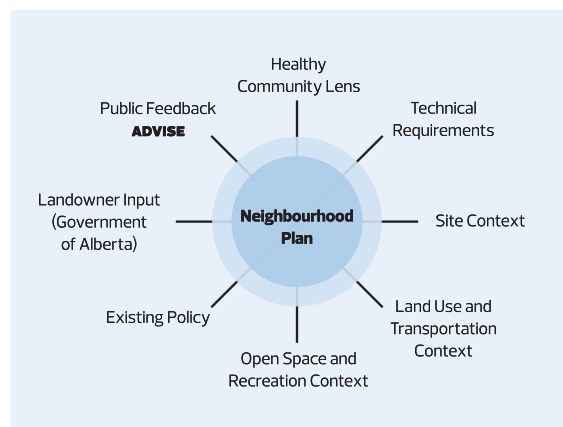 Healthy
Community Lens
Public Feedback
ADVISE
Technical
Requirements
Landowner Input
(Government
of Alberta)
Neighbourhood
Plan
Site Context
Existing Policy
Land Use and
Transportation
Context
Open Space and
Recreation Context